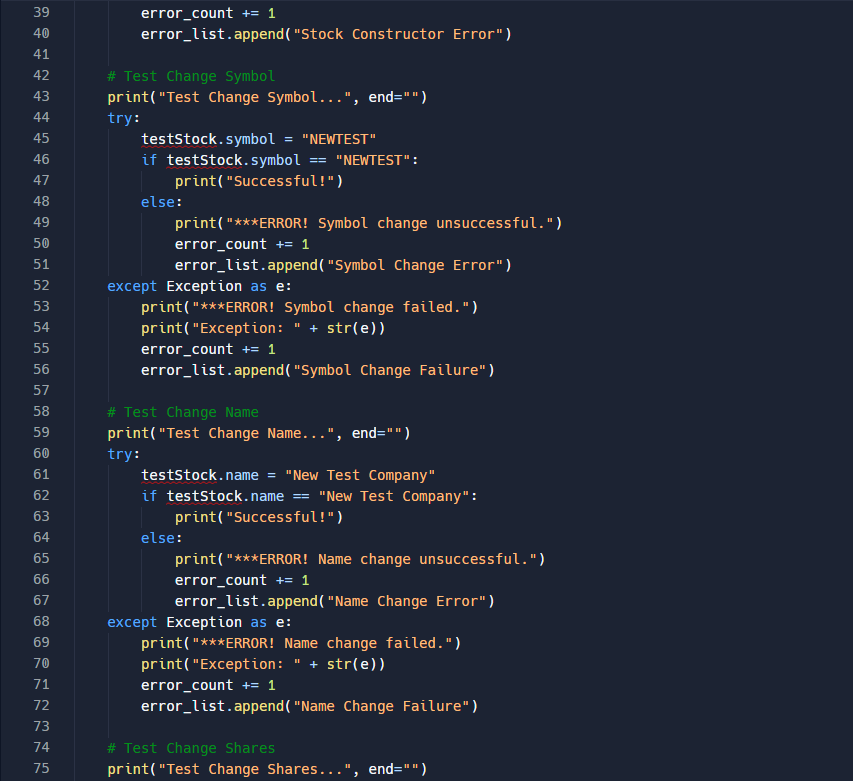 39 error_count += 1
40 error_list.append("Stock Constructor Error")
41
42 # Test Change Symbol
43 print("Test Change Symbol...", end="")
44 try:
45 testStock.symbol = "NEWTEST"
46 if testStock.symbol == "NEWTEST":
47 print("Successful!")
48 else:
49 print("***ERROR! Symbol change unsuccessful.")
50 error_count += 1
51 error_list.append("Symbol Change Error")
52 except Exception as e:
53 print("***ERROR! Symbol change failed.")
54 print("Exception: " + str(e))
55 error_count += 1
56 error_list.append("Symbol Change Failure")
57
58 # Test Change Name
59 print("Test Change Name...", end="")
60 try:
61 testStock.name = "New Test Company"
62 if testStock.name == "New Test Company":
63 print("Successful!")
64 else:
65 print("***ERROR! Name change unsuccessful.")
66 error_count += 1
67 error_list.append("Name Change Error")
68 except Exception as e:
69 print("***ERROR! Name change failed.")
70 print("Exception: " + str(e))
71 error_count += 1
72 error_list.append("Name Change Failure")
73
74 # Test Change Shares
75 print("Test Change Shares...", end="")